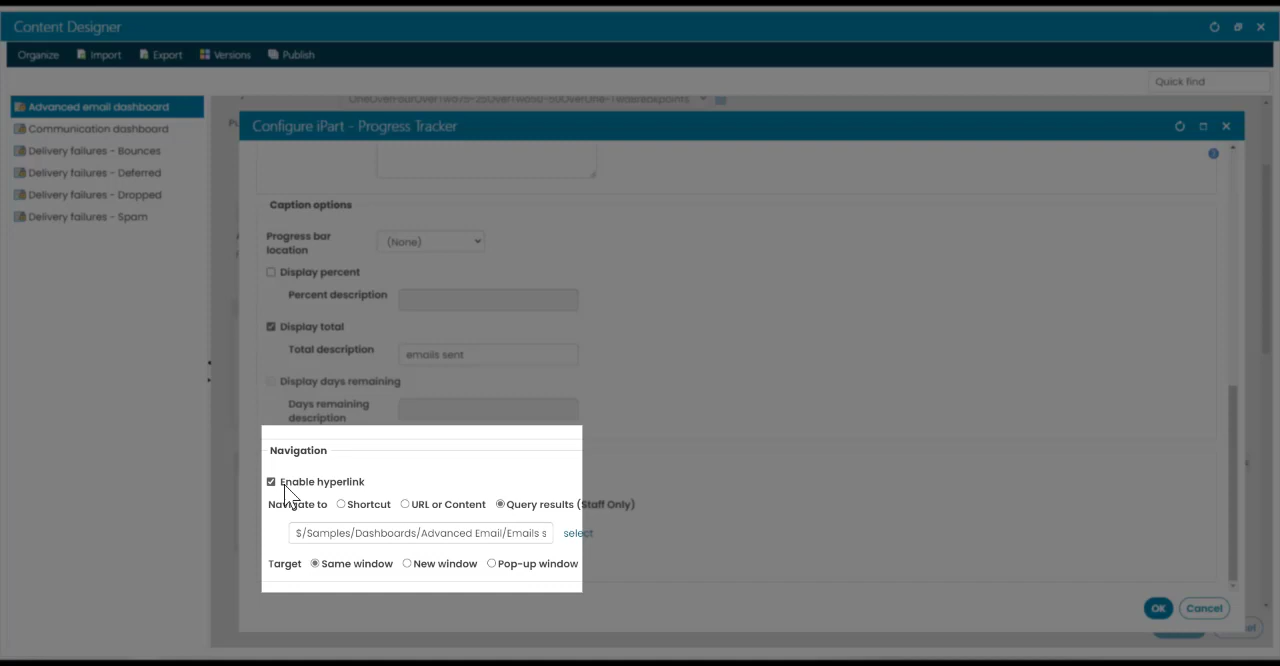 Content Designer
Organize Import Export Versions Publish
Quick find
Advanced email dashboard
Communication dashboard
Delivery failures - Bounces
Delivery failures - Deferred
Delivery failures - Dropped
Delivery failures - Spam
Configure iPart - Progress Tracker
Caption options
Progress bar
location
(None)
Display percent
Percent description
Display total
Total description
emails sent
Display days remaining
Days remaining
description
Navigation
Enable hyperlink
Navigate to Shortcut URL or Content Query results (Staff Only)
$/Samples/Dashboards/Advanced Email/Emails s
select
Target Same window New window Pop-up window
OK Cancel